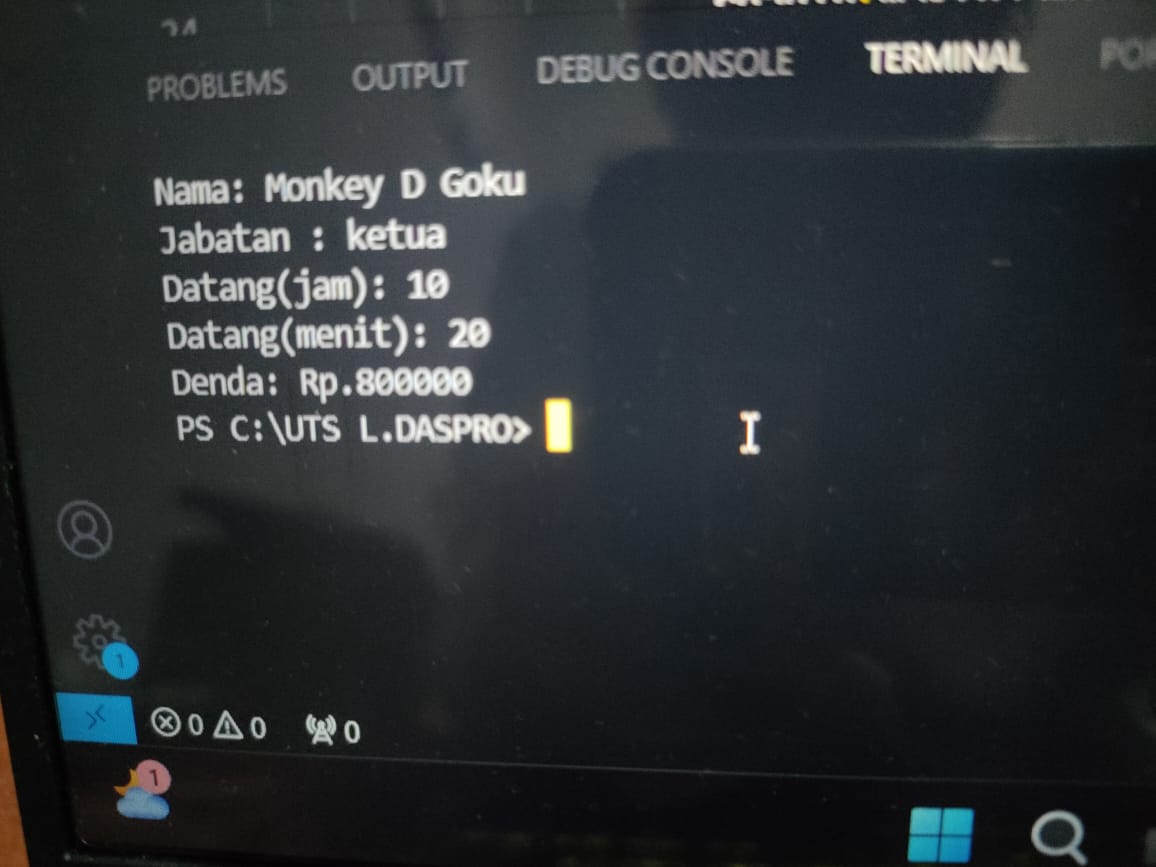 24
PROBLEMS OUTPUT DEBUG CONSOLE TERMINAL
Nama: Monkey D Goku
Jabatan : ketua
Datang(jam): 10
Datang(menit): 20
Denda: Rp.800000
PS C:\UTS L.DASPRO>
1
0 0 0
1